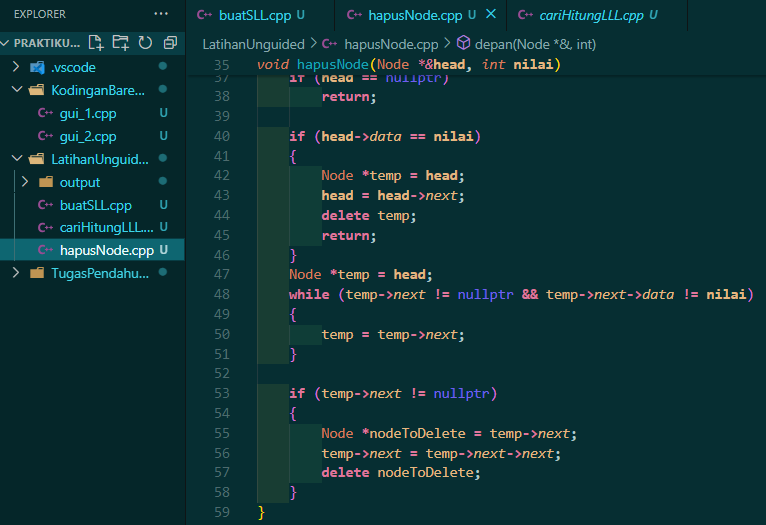 EXPLORER ···
buatSLL.cpp U
hapusNode.cpp U ×
cariHitungLLL.cpp U
PRAKTIKU...
LatihanUnguided > hapusNode.cpp > depan(Node *&, int)
.vscode
KodinganBare...
gui_1.cpp U
gui_2.cpp U
LatihanUnguid...
output
buatSLL.cpp U
cariHitungLLL.... U
hapusNode.cpp U
TugasPendahu...
35 void hapusNode(Node *&head, int nilai)
37 if (head == nullptr)
38 return;
39
40 if (head->data == nilai)
41 {
42 Node *temp = head;
43 head = head->next;
44 delete temp;
45 return;
46 }
47 Node *temp = head;
48 while (temp->next != nullptr && temp->next->data != nilai)
49 {
50 temp = temp->next;
51 }
52
53 if (temp->next != nullptr)
54 {
55 Node *nodeToDelete = temp->next;
56 temp->next = temp->next->next;
57 delete nodeToDelete;
58 }
59 }